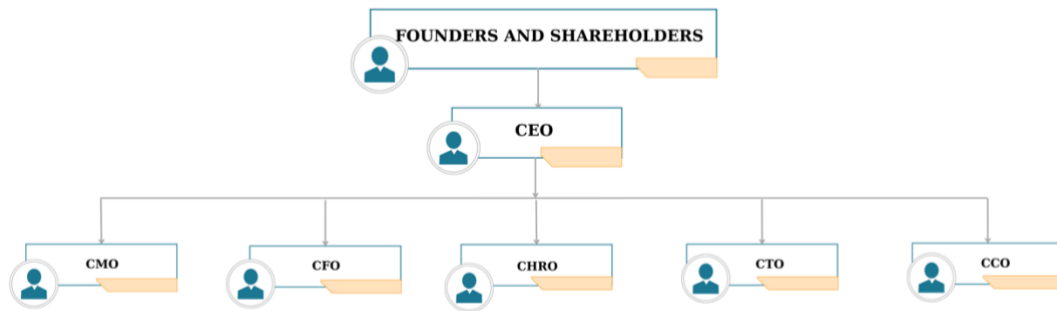 FOUNDERS AND SHAREHOLDERS
CEO
CMO
CFO
CHRO
CTO
CCO